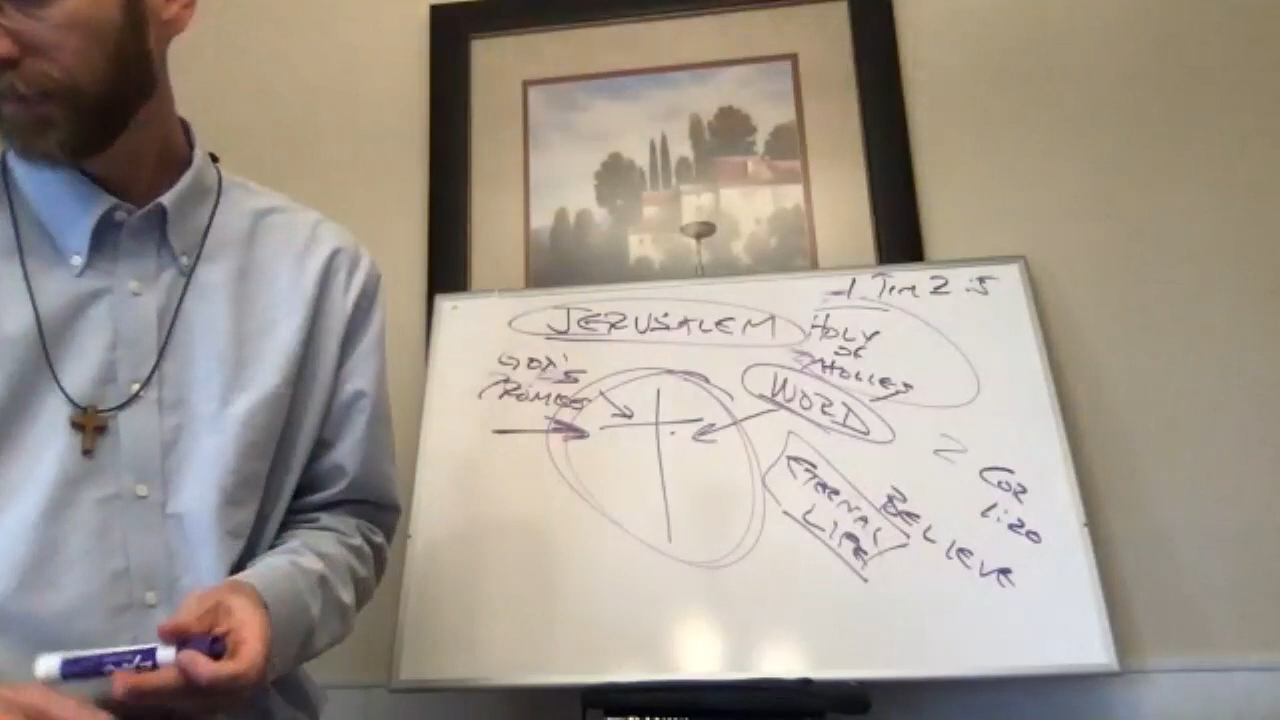 1 Tim 2:5
JERUSALEM
HOLY
OF
HOLIES
GOD'S
PROMISES
WORD
2 COR
1:20
ETERNAL
LIFE
BELIEVE